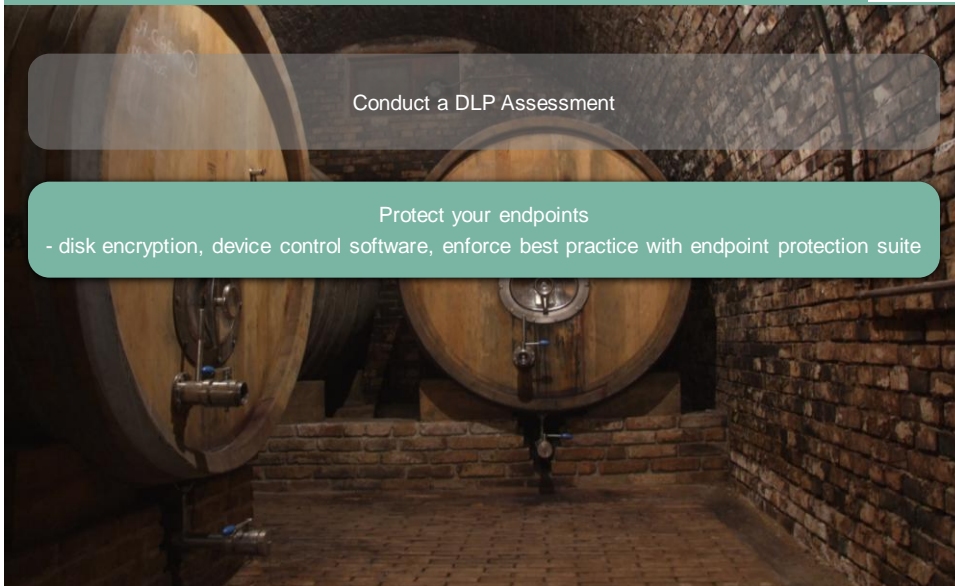 Conduct a DLP Assessment
Protect your endpoints
- disk encryption, device control software, enforce best practice with endpoint protection suite